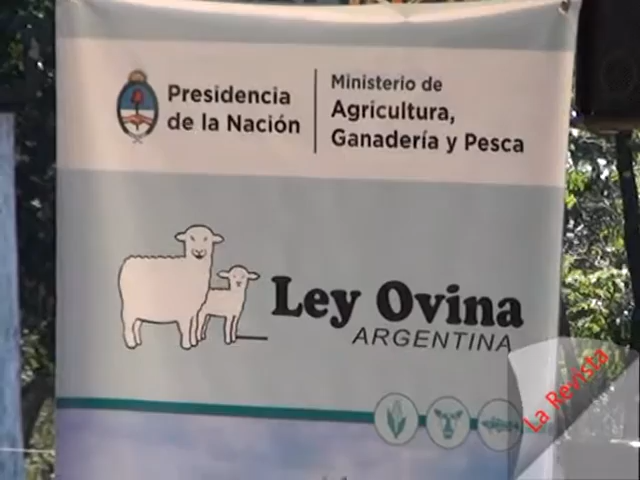 Presidencia
de la Nación
Ministerio de
Agricultura,
Ganadería y Pesca
Ley Ovina
ARGENTINA
La Revista